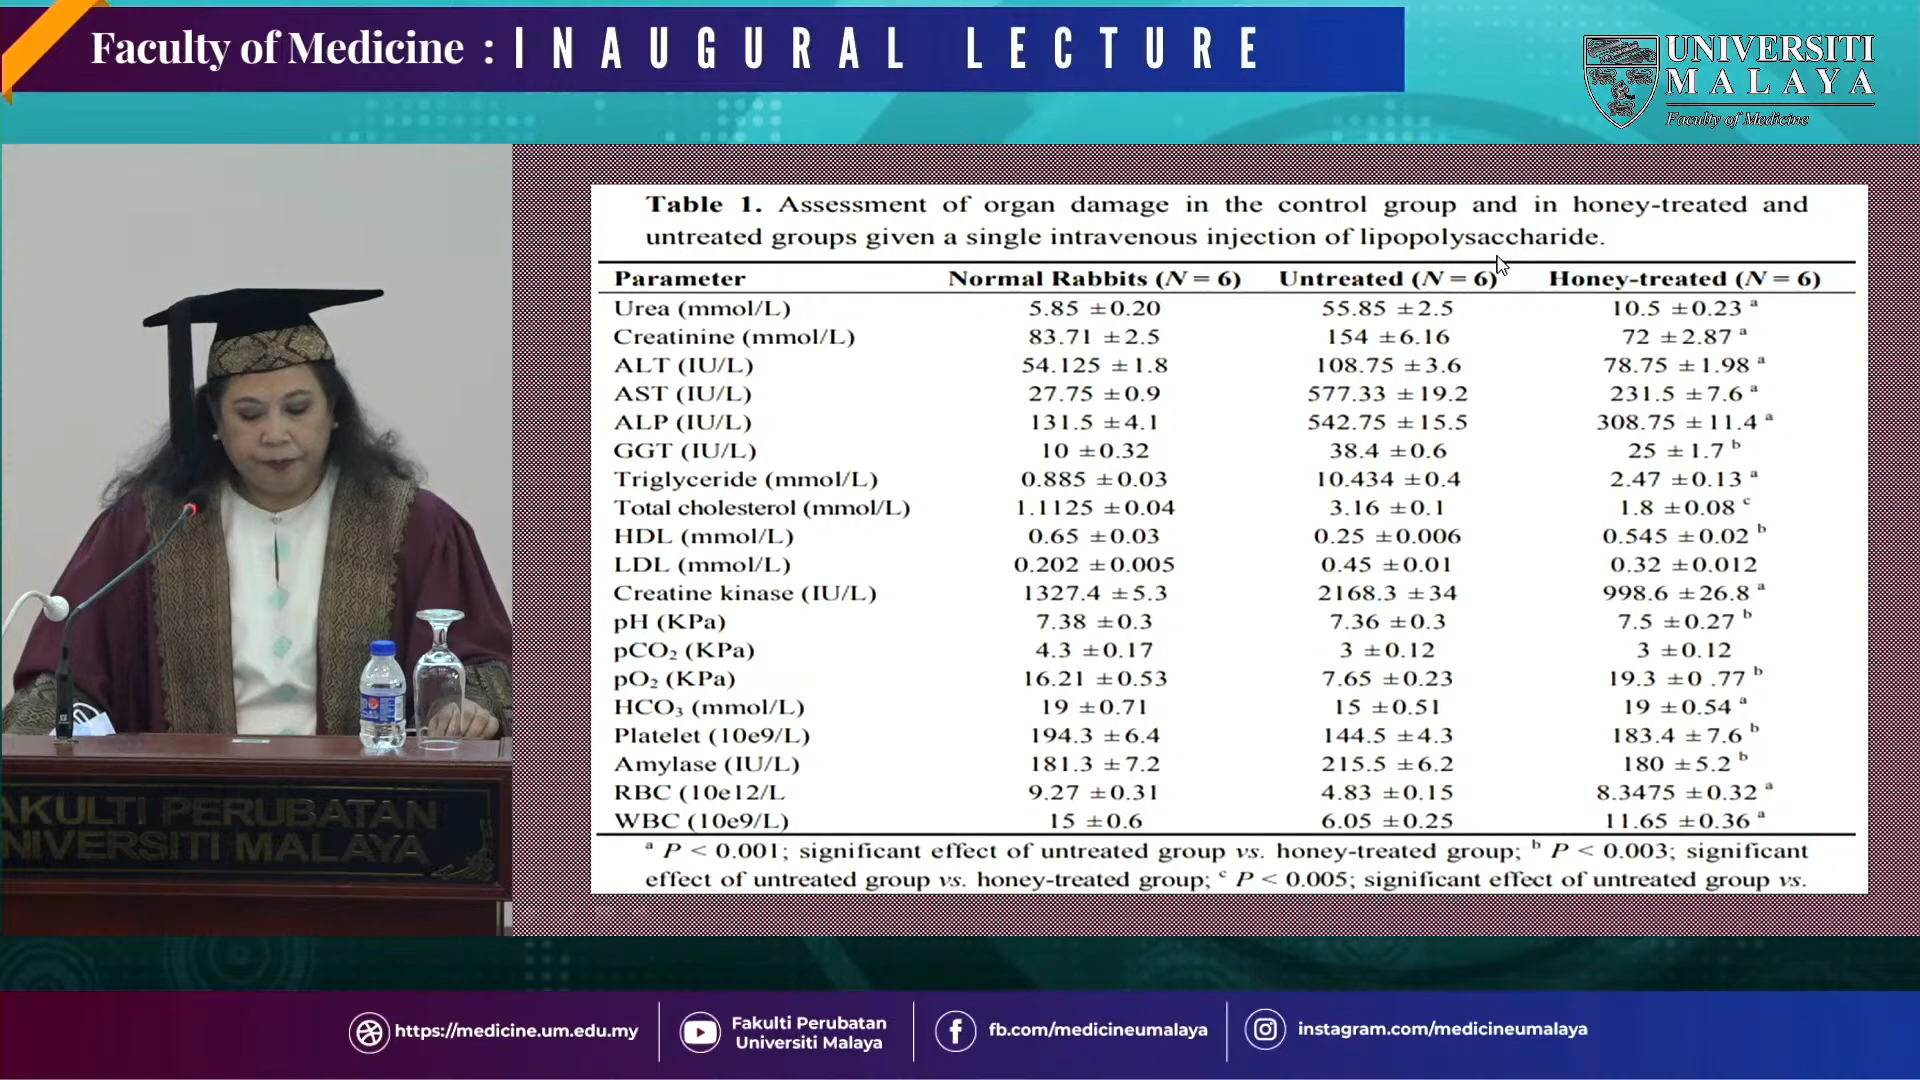 Faculty of Medicine : INAUGURAL LECTURE
UNIVERSITI
MALAYA
Faculty of Medicine
Table 1. Assessment of organ damage in the control group and in honey-treated and
untreated groups given a single intravenous injection of lipopolysaccharide.
Parameter Normal Rabbits (N = 6) Untreated (N = 6) Honey-treated (N = 6)
Urea (mmol/L) 5.85 ±0.20 55.85 ±2.5 10.5 ±0.23 a
Creatinine (mmol/L) 83.71 ±2.5 154 ±6.16 72 ±2.87 a
ALT (IU/L) 54.125 ±1.8 108.75 ±3.6 78.75 ±1.98 a
AST (IU/L) 27.75 ±0.9 577.33 ±19.2 231.5 ±7.6 a
ALP (IU/L) 131.5 ±4.1 542.75 ±15.5 308.75 ±11.4 a
GGT (IU/L) 10 ±0.32 38.4 ±0.6 25 ±1.7 b
Triglyceride (mmol/L) 0.885 ±0.03 10.434 ±0.4 2.47 ±0.13 a
Total cholesterol (mmol/L) 1.1125 ±0.04 3.16 ±0.1 1.8 ±0.08 c
HDL (mmol/L) 0.65 ±0.03 0.25 ±0.006 0.545 ±0.02 b
LDL (mmol/L) 0.202 ±0.005 0.45 ±0.01 0.32 ±0.012
Creatine kinase (IU/L) 1327.4 ±5.3 2168.3 ±34 998.6 ±26.8 a
pH (KPa) 7.38 ±0.3 7.36 ±0.3 7.5 ±0.27 b
pCO₂ (KPa) 4.3 ±0.17 3 ±0.12 3 ±0.12
pO₂ (KPa) 16.21 ±0.53 7.65 ±0.23 19.3 ±0 .77 b
HCO₃ (mmol/L) 19 ±0.71 15 ±0.51 19 ±0.54 a
Platelet (10e9/L) 194.3 ±6.4 144.5 ±4.3 183.4 ±7.6 b
Amylase (IU/L) 181.3 ±7.2 215.5 ±6.2 180 ±5.2 b
RBC (10e12/L 9.27 ±0.31 4.83 ±0.15 8.3475 ±0.32 a
WBC (10e9/L) 15 ±0.6 6.05 ±0.25 11.65 ±0.36 a
a P < 0.001; significant effect of untreated group vs. honey-treated group; b P < 0.003; significant
effect of untreated group vs. honey-treated group; c P < 0.005; significant effect of untreated group vs.
AKULTI PERUBATAN
NIVERSITI MALAYA
https://medicine.um.edu.my
Fakulti Perubatan
Universiti Malaya
fb.com/medicineumalaya
instagram.com/medicineumalaya